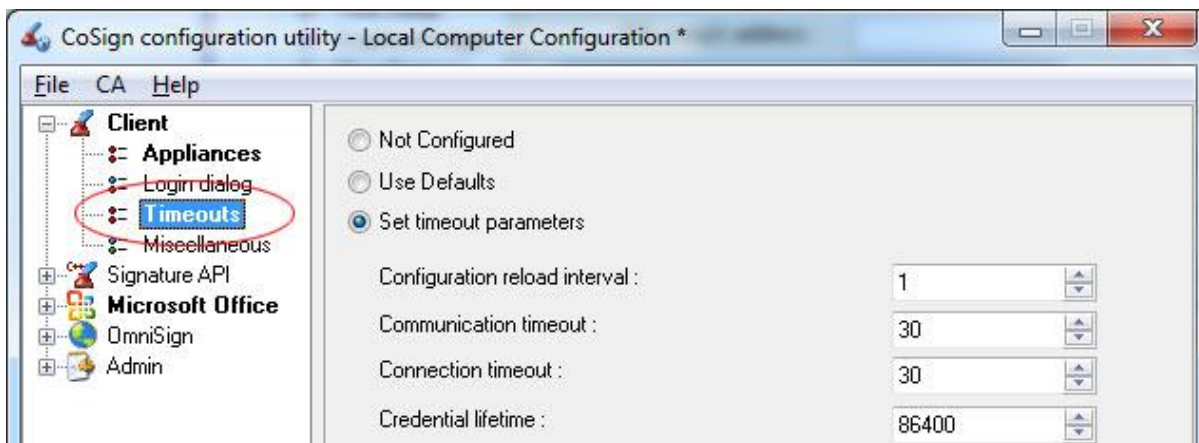 CoSign configuration utility - Local Computer Configuration *
File CA Help
Client
Appliances
Login dialog
Timeouts
Miscellaneous
Signature API
Microsoft Office
OmniSign
Admin
Not Configured
Use Defaults
Set timeout parameters
Configuration reload interval : 1
Communication timeout : 30
Connection timeout : 30
Credential lifetime : 86400